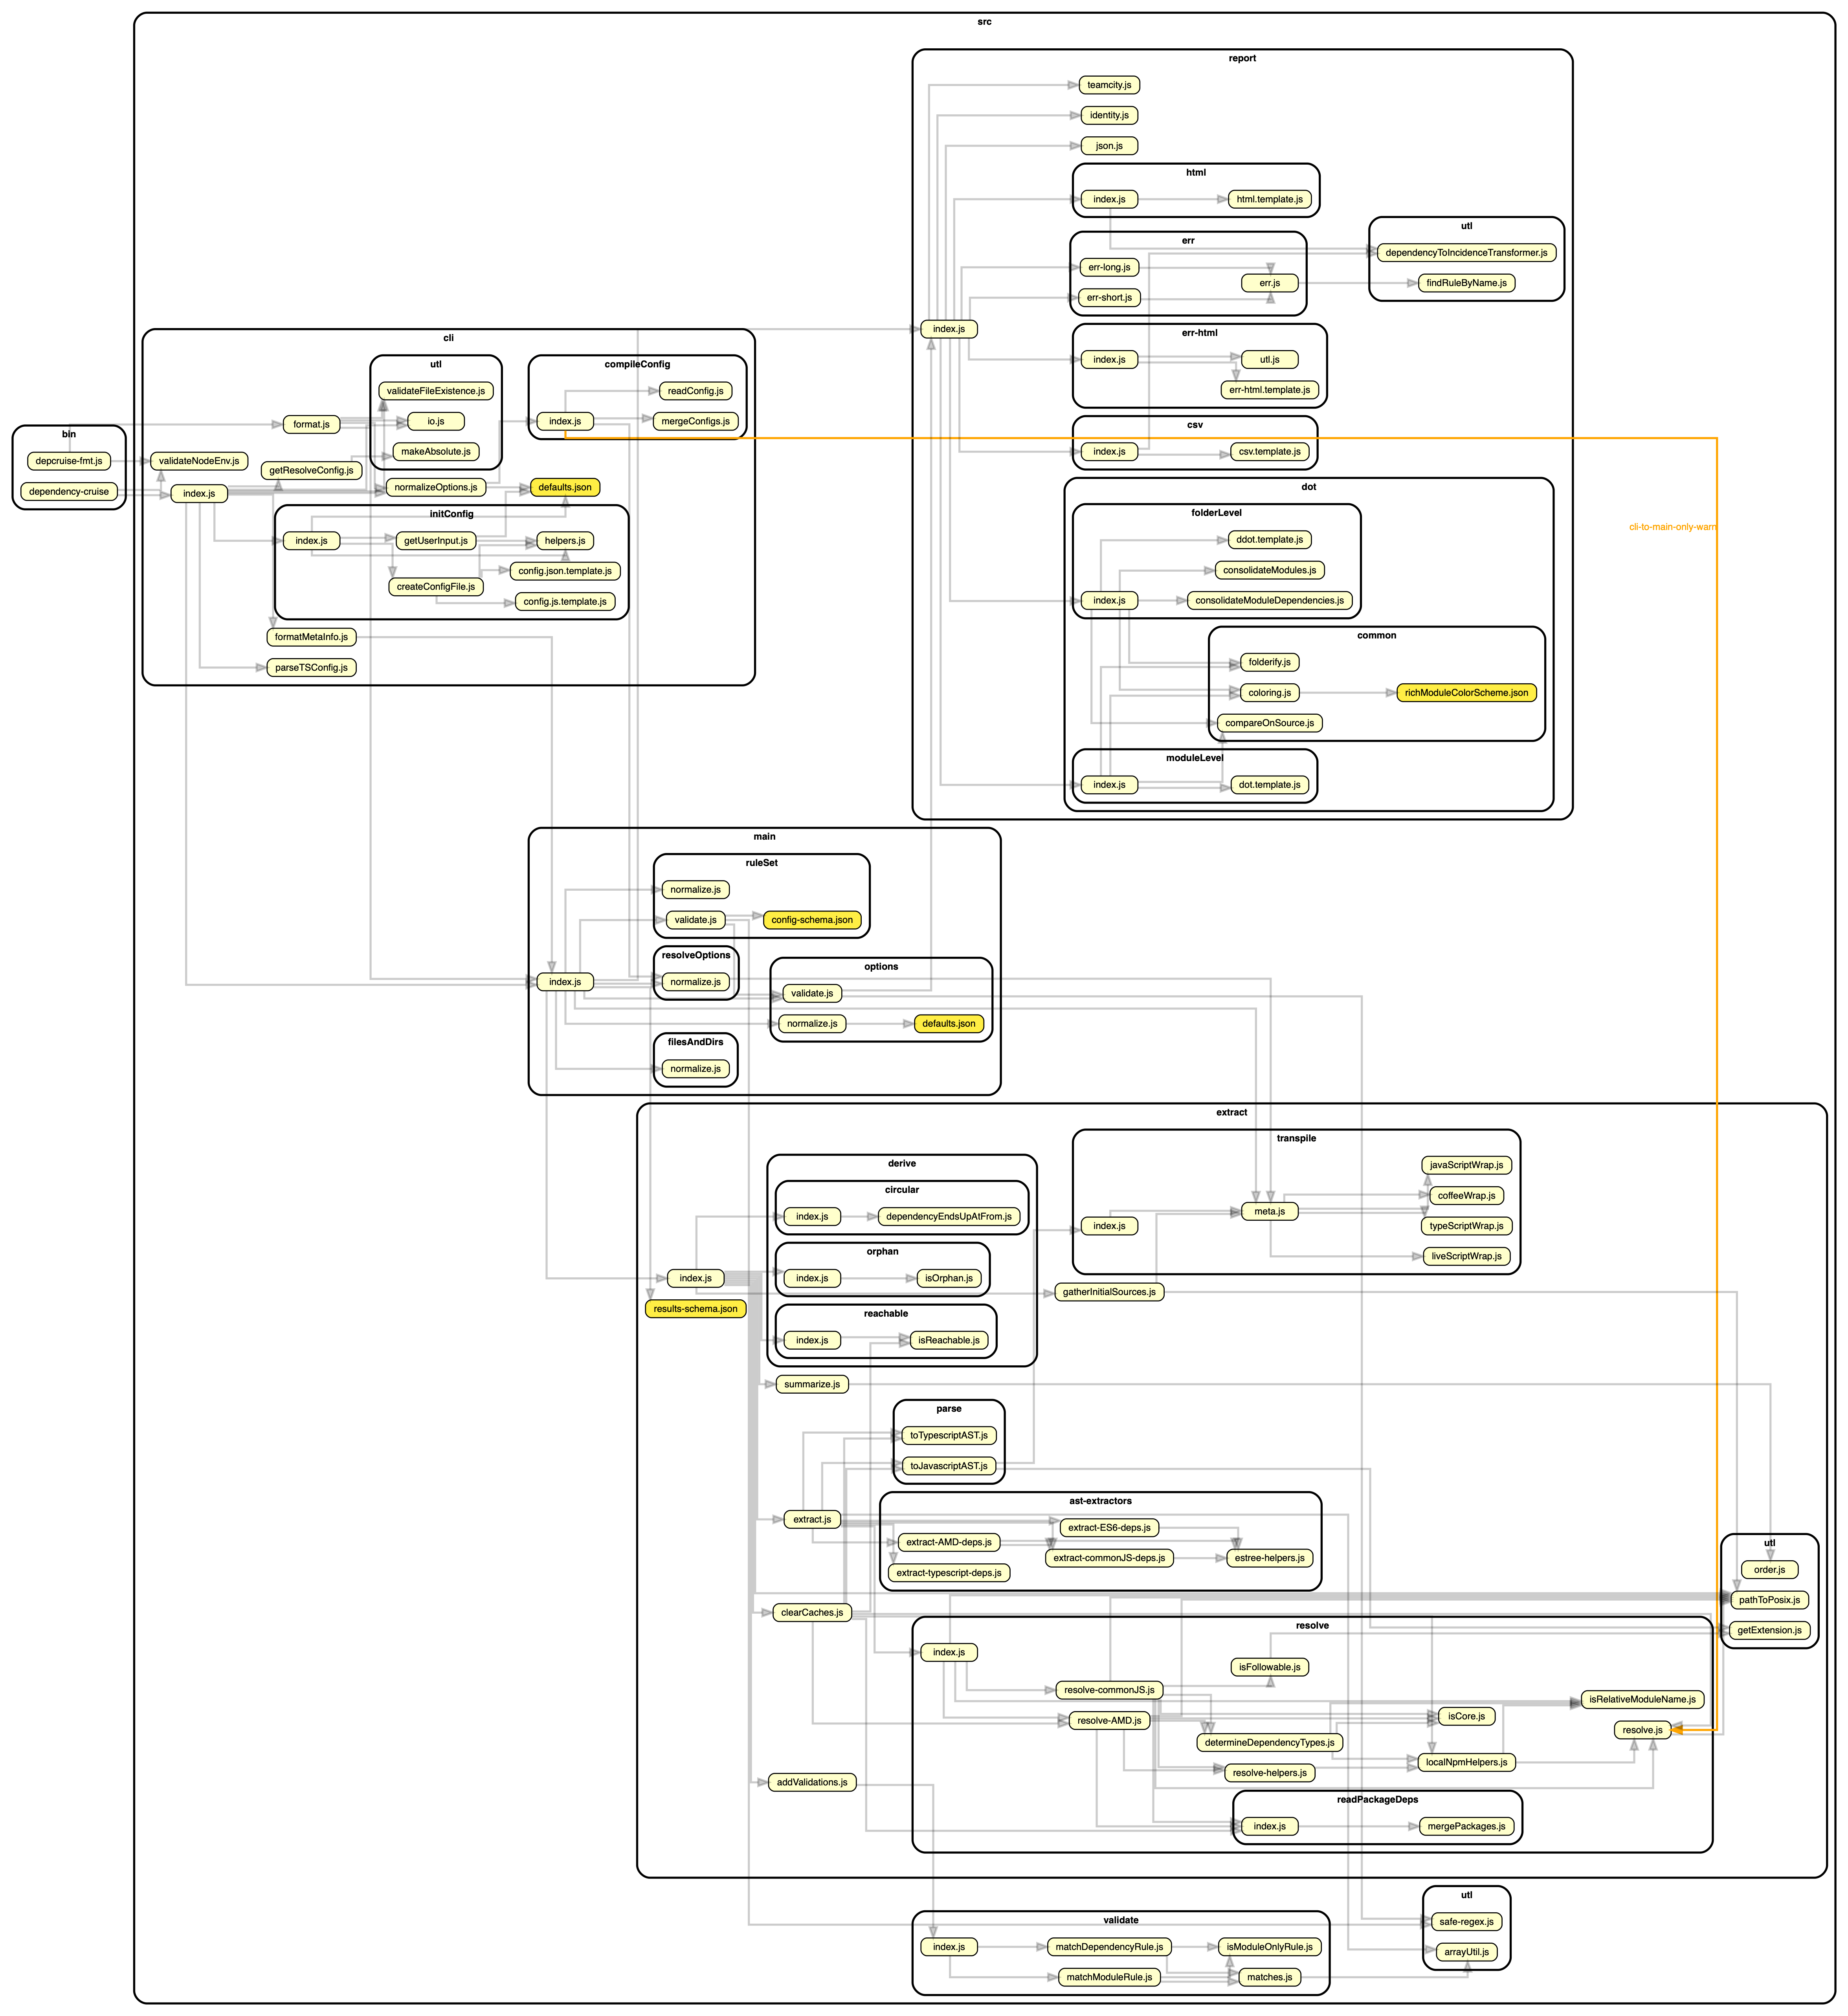 src
report
teamcity.js
identity.js
json.js
html
index.js
html.template.js
utl
dependencyToIncidenceTransformer.js
findRuleByName.js
err
err-long.js
err.js
err-short.js
index.js
err-html
index.js
utl.js
err-html.template.js
csv
index.js
csv.template.js
dot
folderLevel
ddot.template.js
consolidateModules.js
index.js
consolidateModuleDependencies.js
common
folderify.js
coloring.js
richModuleColorScheme.json
compareOnSource.js
moduleLevel
index.js
dot.template.js
cli-to-main-only-warn
cli
utl
validateFileExistence.js
io.js
makeAbsolute.js
compileConfig
readConfig.js
index.js
mergeConfigs.js
format.js
bin
depcruise-fmt.js
dependency-cruise
validateNodeEnv.js
getResolveConfig.js
index.js
normalizeOptions.js
defaults.json
initConfig
index.js
getUserInput.js
helpers.js
config.json.template.js
createConfigFile.js
config.js.template.js
formatMetaInfo.js
parseTSConfig.js
main
ruleSet
normalize.js
validate.js
config-schema.json
resolveOptions
index.js
normalize.js
options
validate.js
normalize.js
defaults.json
filesAndDirs
normalize.js
extract
transpile
javaScriptWrap.js
coffeeWrap.js
index.js
meta.js
typeScriptWrap.js
liveScriptWrap.js
derive
circular
index.js
dependencyEndsUpAtFrom.js
orphan
index.js
index.js
isOrphan.js
gatherInitialSources.js
results-schema.json
reachable
index.js
isReachable.js
summarize.js
parse
toTypescriptAST.js
toJavascriptAST.js
ast-extractors
extract.js
extract-ES6-deps.js
extract-AMD-deps.js
extract-commonJS-deps.js
estree-helpers.js
extract-typescript-deps.js
utl
order.js
pathToPosix.js
getExtension.js
clearCaches.js
resolve
index.js
isFollowable.js
resolve-commonJS.js
isRelativeModuleName.js
resolve-AMD.js
isCore.js
resolve.js
determineDependencyTypes.js
localNpmHelpers.js
resolve-helpers.js
addValidations.js
readPackageDeps
index.js
mergePackages.js
utl
safe-regex.js
arrayUtil.js
validate
index.js
matchDependencyRule.js
isModuleOnlyRule.js
matchModuleRule.js
matches.js